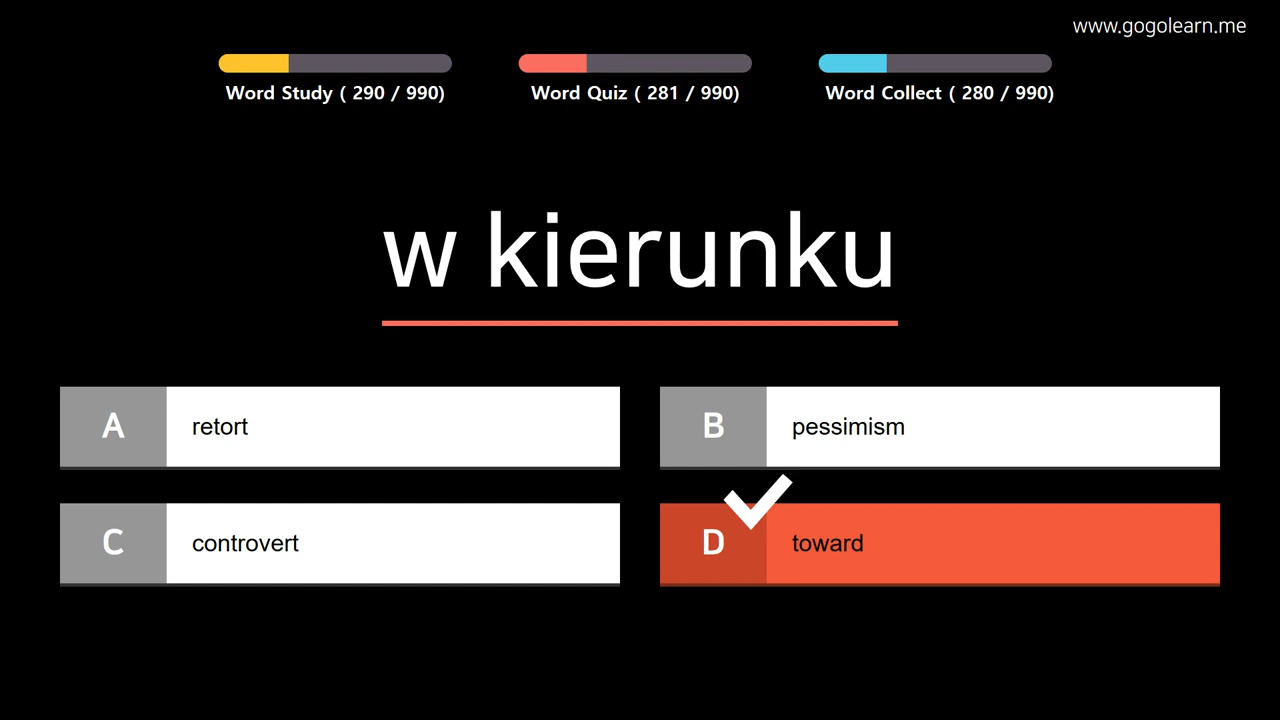 www.gogolearn.me
Word Study ( 290 / 990)
Word Quiz ( 281 / 990)
Word Collect ( 280 / 990)
w kierunku
A
retort
B
pessimism
C
controvert
D
toward